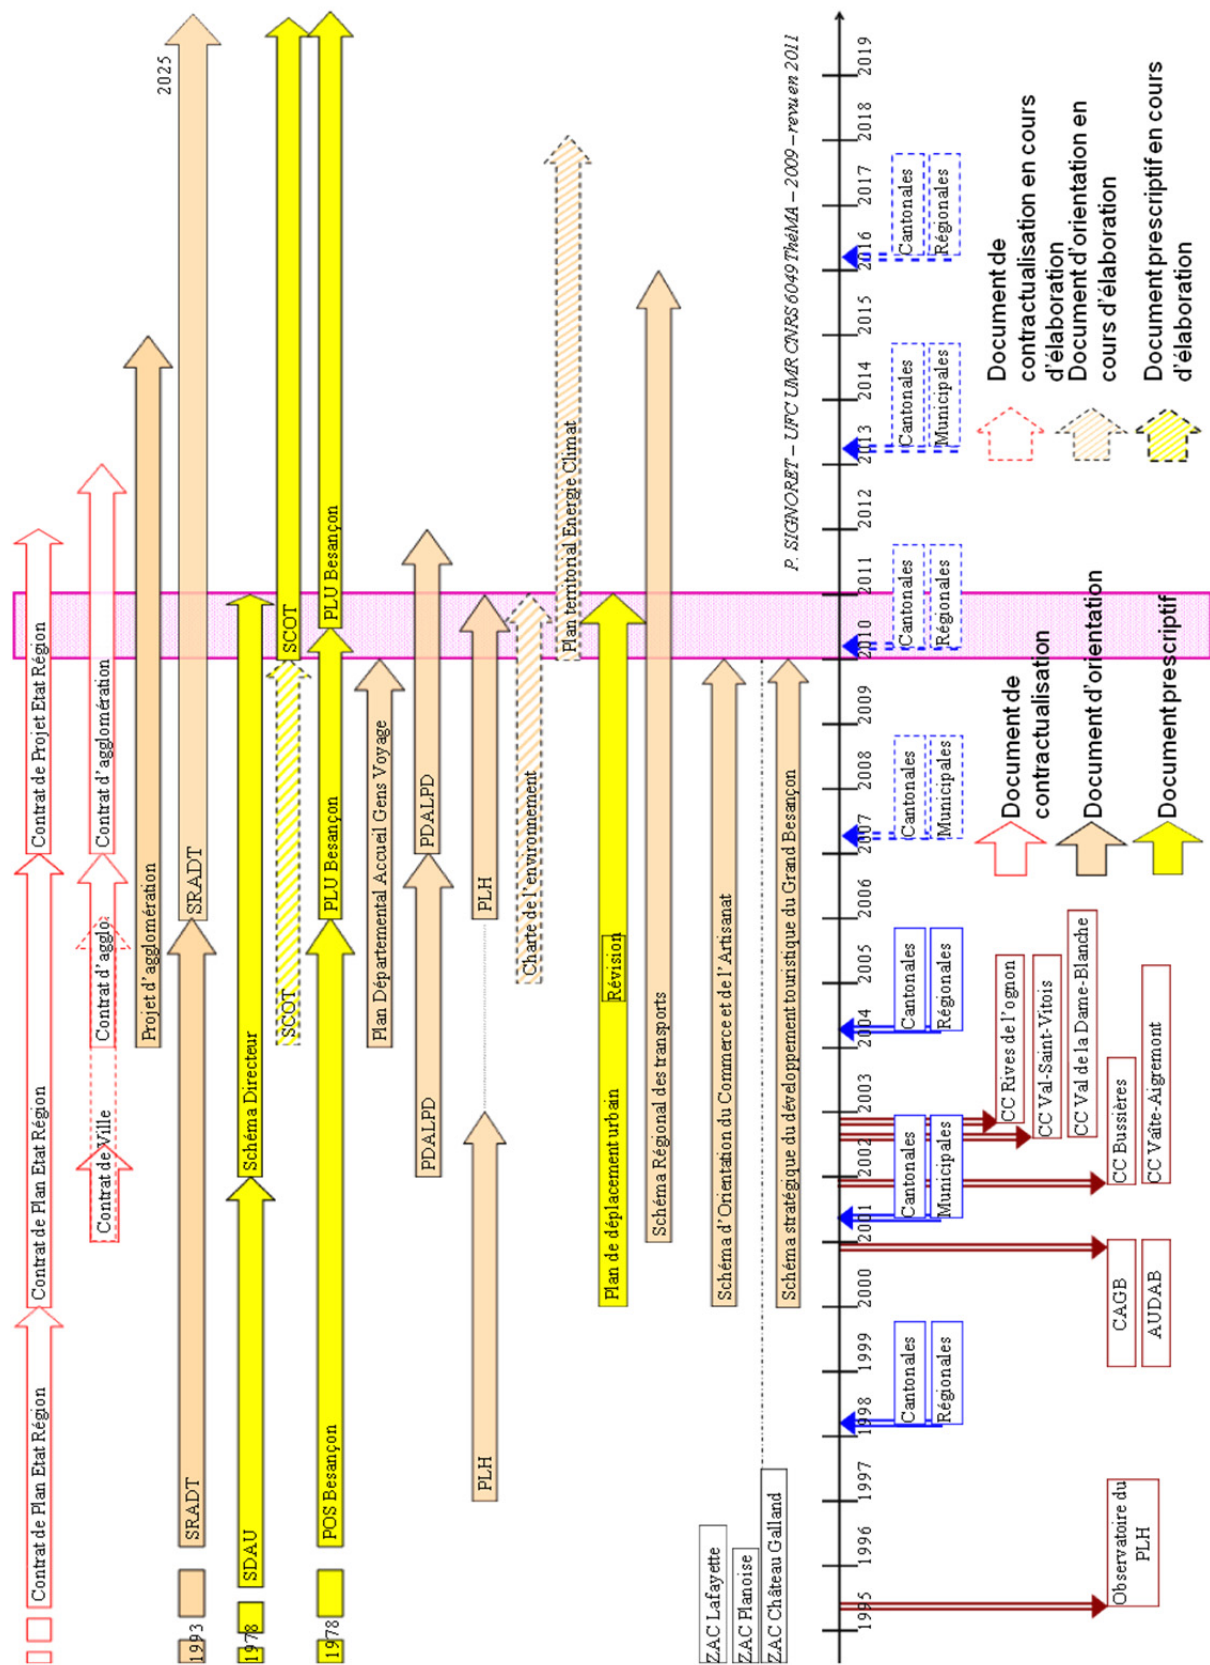 Contrat de Plan Etat Région
Contrat de Plan Etat Région
Contrat de Projet Etat Région
Contrat de Ville
Contrat d'agglo
Contrat d'agglomération
Projet d'agglomération
1993
SRADT
SRADT
2025
1978
SDAU
Schéma Directeur
SCOT
SCOT
1978
POS Besançon
PLU Besançon
PLU Besançon
Plan Départemental Accueil Gens Voyage
PDALPD
PDALPD
PLH
PLH
Charte de l'environnement
Plan territorial Energie Climat
Plan de déplacement urbain
Révision
Schéma Régional des transports
ZAC Lafayette
Schéma d'Orientation du Commerce et de l'Artisanat
ZAC Planoise
ZAC Château Galland
Schéma stratégique du développement touristique du Grand Besançon
P. SIGNORET – UFC UMR CNRS 6049 ThéMA – 2009 – revu en 2011
1995
1996
1997
1998
1999
2000
2001
2002
2003
2004
2005
2006
2007
2008
2009
2010
2011
2012
2013
2014
2015
2016
2017
2018
2019
Cantonales
Régionales
Cantonales
Municipales
Cantonales
Régionales
Cantonales
Municipales
Cantonales
Régionales
Cantonales
Municipales
Cantonales
Régionales
Observatoire du
PLH
CAGB
AUDAB
CC Rives de l'ognon
CC Val-Saint-Vitois
CC Val de la Dame-Blanche
CC Bussières
CC Vaîte-Aigremont
Document de
contractualisation
Document d'orientation
Document prescriptif
Document de
contractualisation en cours
d'élaboration
Document d'orientation en
cours d'élaboration
Document prescriptif en cours
d'élaboration